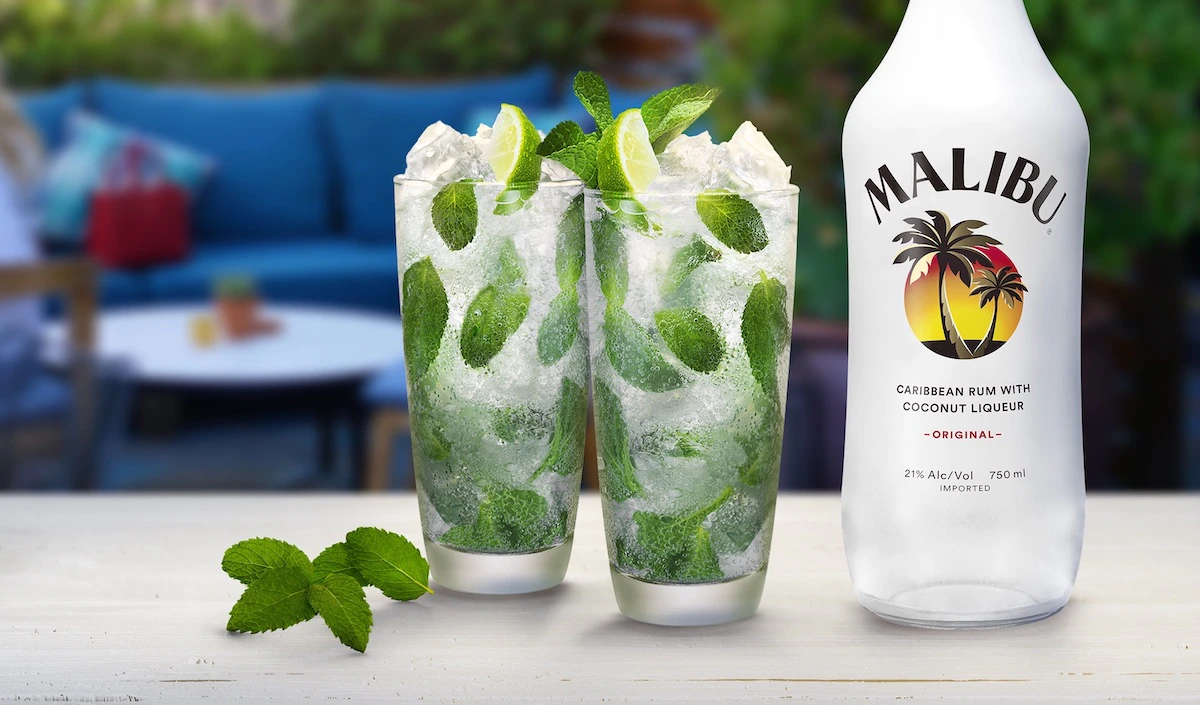 MALIBU
CARIBBEAN RUM WITH
COCONUT LIQUEUR
-ORIGINAL-
21% Alc/Vol 750 ml
IMPORTED